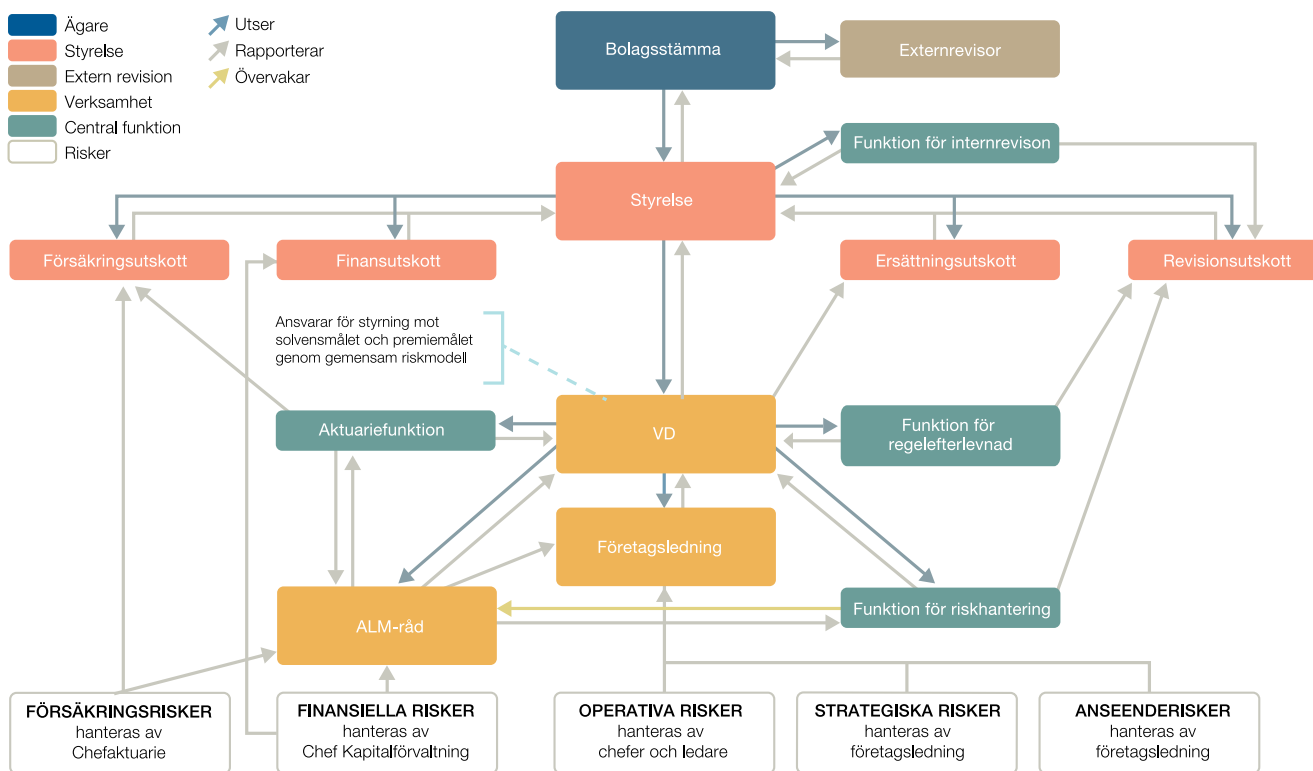 Ägare
Styrelse
Extern revision
Verksamhet
Central funktion
Risker
Utser
Rapporterar
Övervakar
Bolagsstämma
Externrevisor
Funktion för internrevison
Styrelse
Försäkringsutskott
Finansutskott
Ersättningsutskott
Revisionsutskott
Ansvarar för styrning mot
solvensmålet och premiemålet
genom gemensam riskmodell
Aktuariefunktion
VD
Funktion för
regelefterlevnad
Företagsledning
ALM-råd
Funktion för riskhantering
FÖRSÄKRINGSRISKER
hanteras av
Chefaktuarie
FINANSIELLA RISKER
hanteras av
Chef Kapitalförvaltning
OPERATIVA RISKER
hanteras av
chefer och ledare
STRATEGISKA RISKER
hanteras av
företagsledning
ANSEENDERISKER
hanteras av
företagsledning